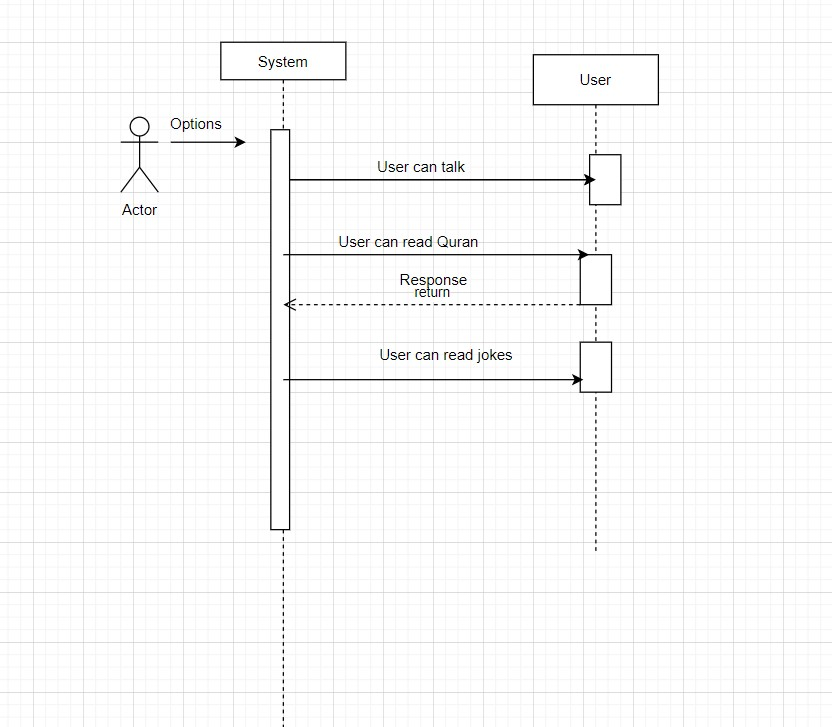 System
User
Options
Actor
User can talk
User can read Quran
Response
return
User can read jokes